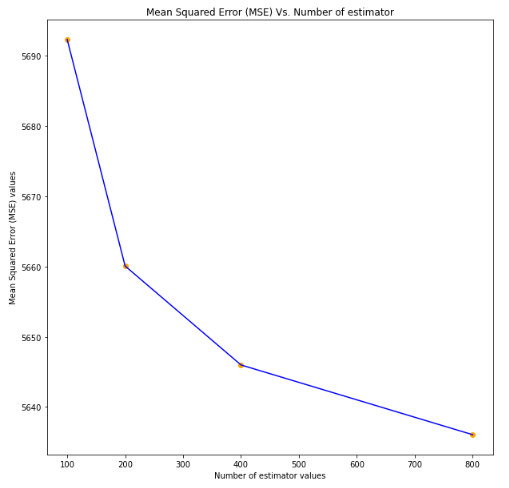 Mean Squared Error (MSE) Vs. Number of estimator
Mean Squared Error (MSE) values
5690
5680
5670
5660
5650
5640
100 200 300 400 500 600 700 800
Number of estimator values